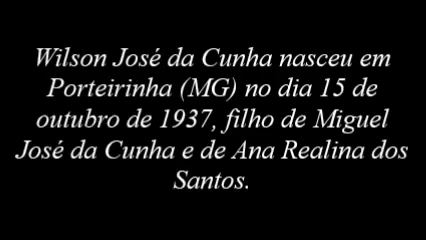 Wilson José da Cunha nasceu em
Porteirinha (MG) no dia 15 de
outubro de 1937, filho de Miguel
José da Cunha e de Ana Realina dos
Santos.